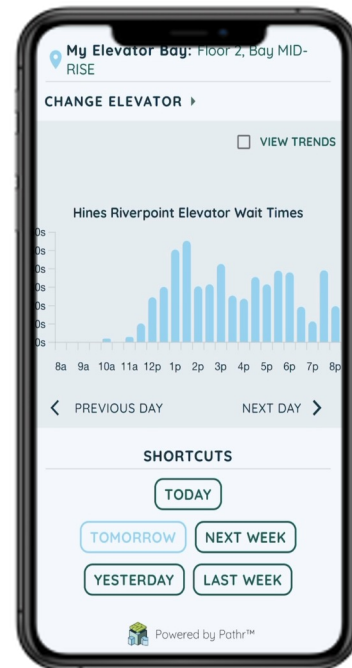 My Elevator Bay: Floor 2, Bay MID-
RISE
CHANGE ELEVATOR
VIEW TRENDS
Hines Riverpoint Elevator Wait Times
0s
0s
0s
0s
0s
0s
0s
8a 9a 10a 11a 12p 1p 2p 3p 4p 5p 6p 7p 8p
PREVIOUS DAY NEXT DAY
SHORTCUTS
TODAY
TOMORROW NEXT WEEK
YESTERDAY LAST WEEK
Powered by Pathr™